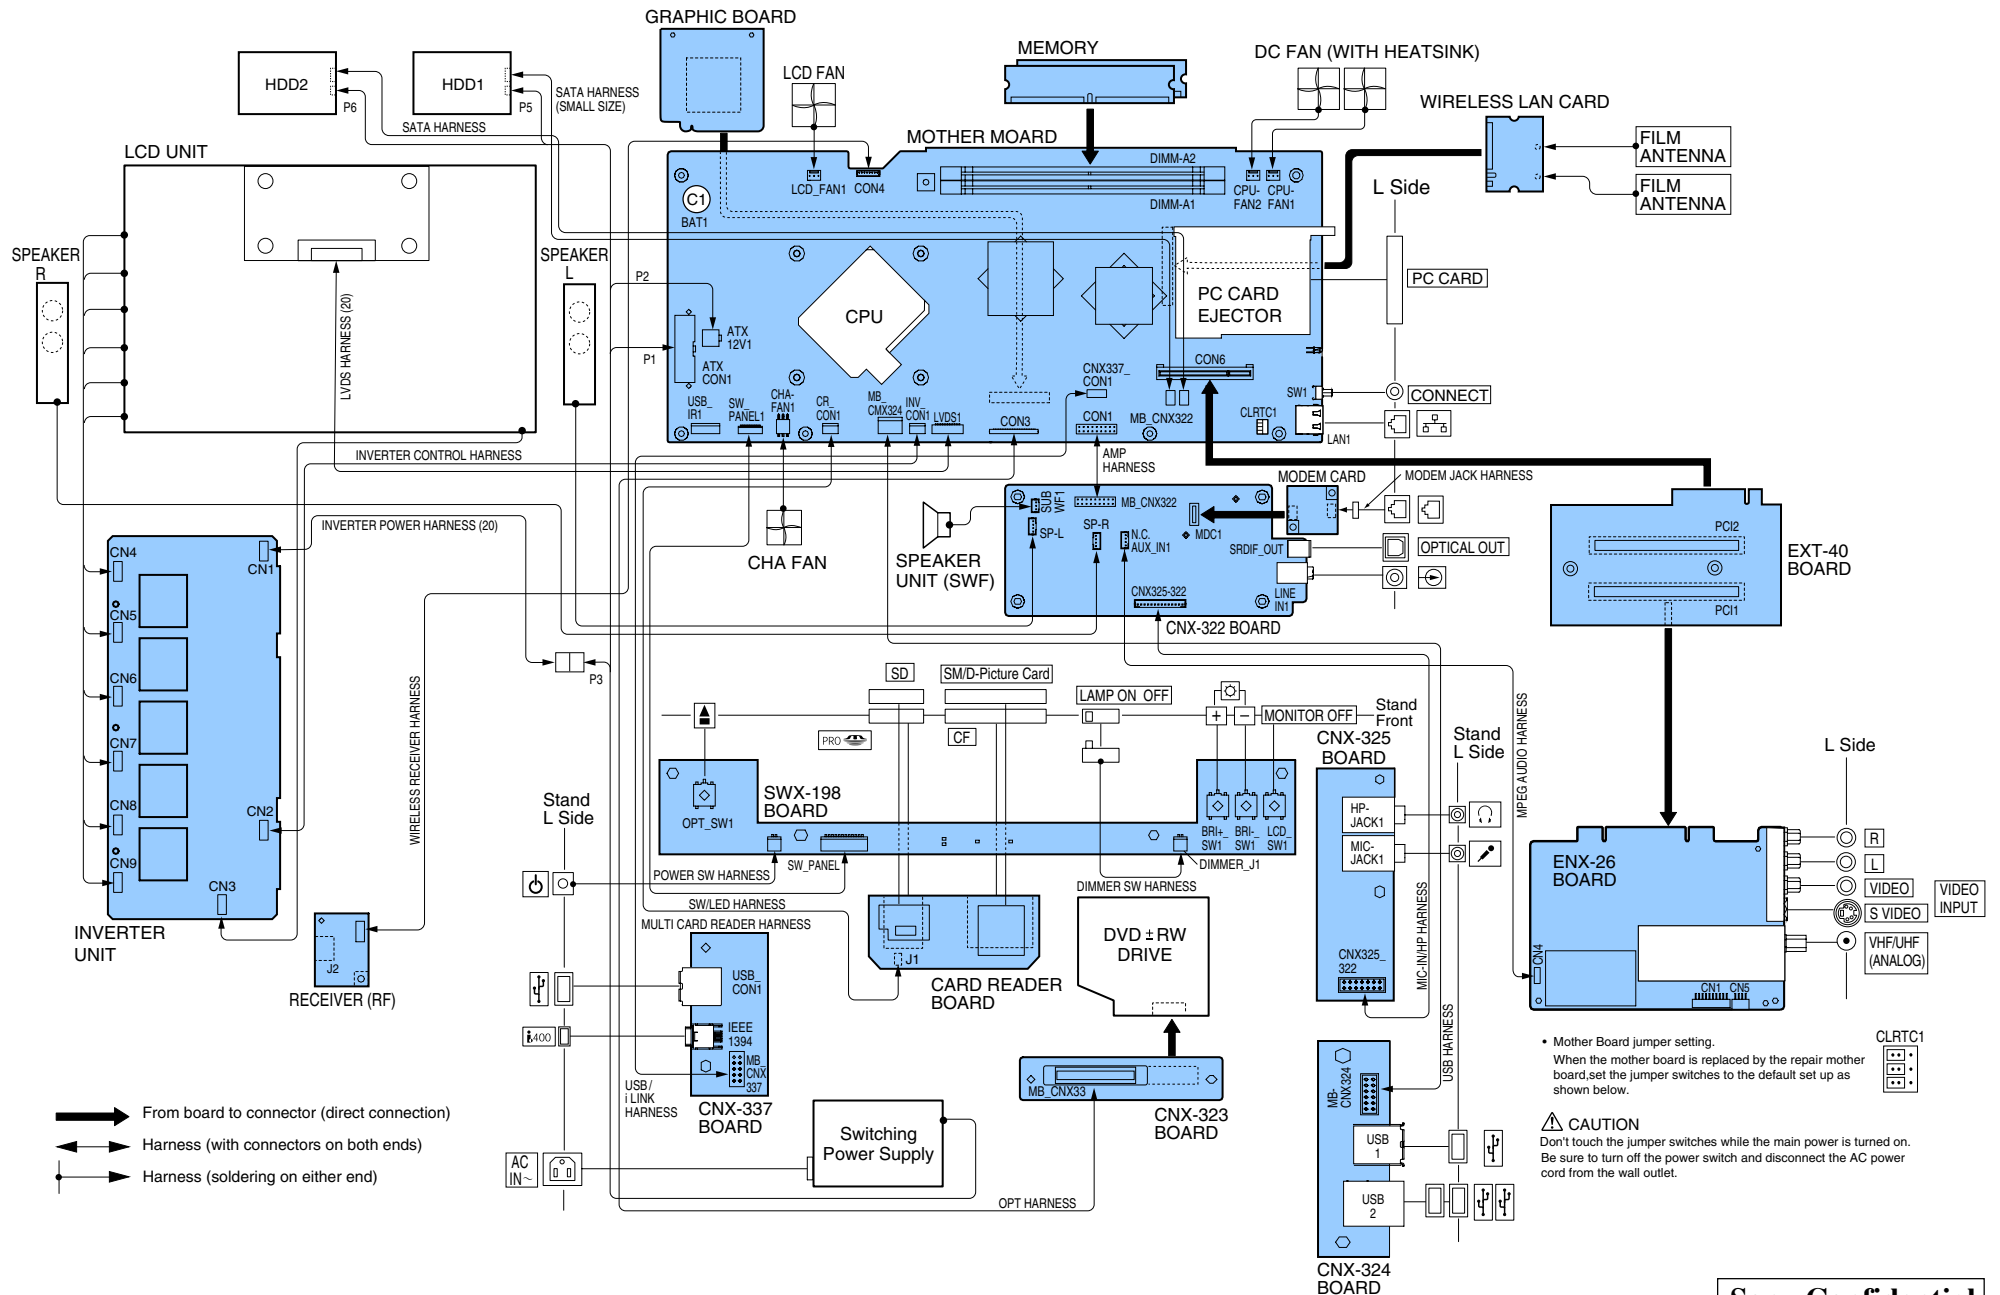 GRAPHIC BOARD
MEMORY
DC FAN (WITH HEATSINK)
LCD FAN
HDD2
HDD1
P6
P5
SATA HARNESS
(SMALL SIZE)
SATA HARNESS
WIRELESS LAN CARD
FILM
ANTENNA
FILM
ANTENNA
MOTHER MOARD
LCD UNIT
DIMM-A2
DIMM-A1
LCD_FAN1
CON4
CPU-
FAN2
CPU-
FAN1
L Side
C1
BAT1
SPEAKER
R
SPEAKER
L
P2
P1
LVDS HARNESS (20)
CPU
PC CARD
EJECTOR
PC CARD
ATX
12V1
ATX
CON1
CNX337_
CON1
CON6
USB_
IR1
SW_
PANEL1
CHA-
FAN1
CR_
CON1
MB_
CMX324
INV_
CON1
LVDS1
CON3
CON1
MB_CNX322
CLRTC1
SW1
CONNECT
LAN1
INVERTER CONTROL HARNESS
AMP
HARNESS
MODEM CARD
MODEM JACK HARNESS
INVERTER POWER HARNESS (20)
CHA FAN
SPEAKER
UNIT (SWF)
SUB
WF1
MB_CNX322
SP-L
SP-R
N.C.
AUX_IN1
MDC1
SRDIF_OUT
OPTICAL OUT
LINE
IN1
CNX325-322
CNX-322 BOARD
PCI2
PCI1
EXT-40
BOARD
CN4
CN1
CN5
CN6
CN7
CN8
CN2
CN9
CN3
INVERTER
UNIT
P3
WIRELESS RECEIVER HARNESS
J2
RECEIVER (RF)
SD
SM/D-Picture Card
LAMP ON OFF
+
−
MONITOR OFF
Stand
Front
PRO
CF
SWX-198
BOARD
OPT_SW1
SW_PANEL
BRI+_
SW1
BRI-_
SW1
LCD_
SW1
DIMMER_J1
Stand
L Side
POWER SW HARNESS
SW/LED HARNESS
MULTI CARD READER HARNESS
DIMMER SW HARNESS
CNX-325
BOARD
HP-
JACK1
MIC-
JACK1
CNX325_
322
Stand
L Side
MIC-IN/HP HARNESS
USB HARNESS
MPEG AUDIO HARNESS
L Side
ENX-26
BOARD
R
L
VIDEO
S VIDEO
VIDEO
INPUT
VHF/UHF
(ANALOG)
CN4
CN1
CN5
J1
CARD READER
BOARD
DVD ± RW
DRIVE
USB_
CON1
i.400
IEEE
1394
MB_
CNX
337
USB/
i LINK
HARNESS
CNX-337
BOARD
MB_CNX33
CNX-323
BOARD
MB-
CNX324
USB
1
USB
2
CNX-324
BOARD
Switching
Power Supply
AC
IN~
OPT HARNESS
From board to connector (direct connection)
Harness (with connectors on both ends)
Harness (soldering on either end)
• Mother Board jumper setting.
When the mother board is replaced by the repair mother
board,set the jumper switches to the default set up as
shown below.
CLRTC1
CAUTION
Don't touch the jumper switches while the main power is turned on.
Be sure to turn off the power switch and disconnect the AC power
cord from the wall outlet.